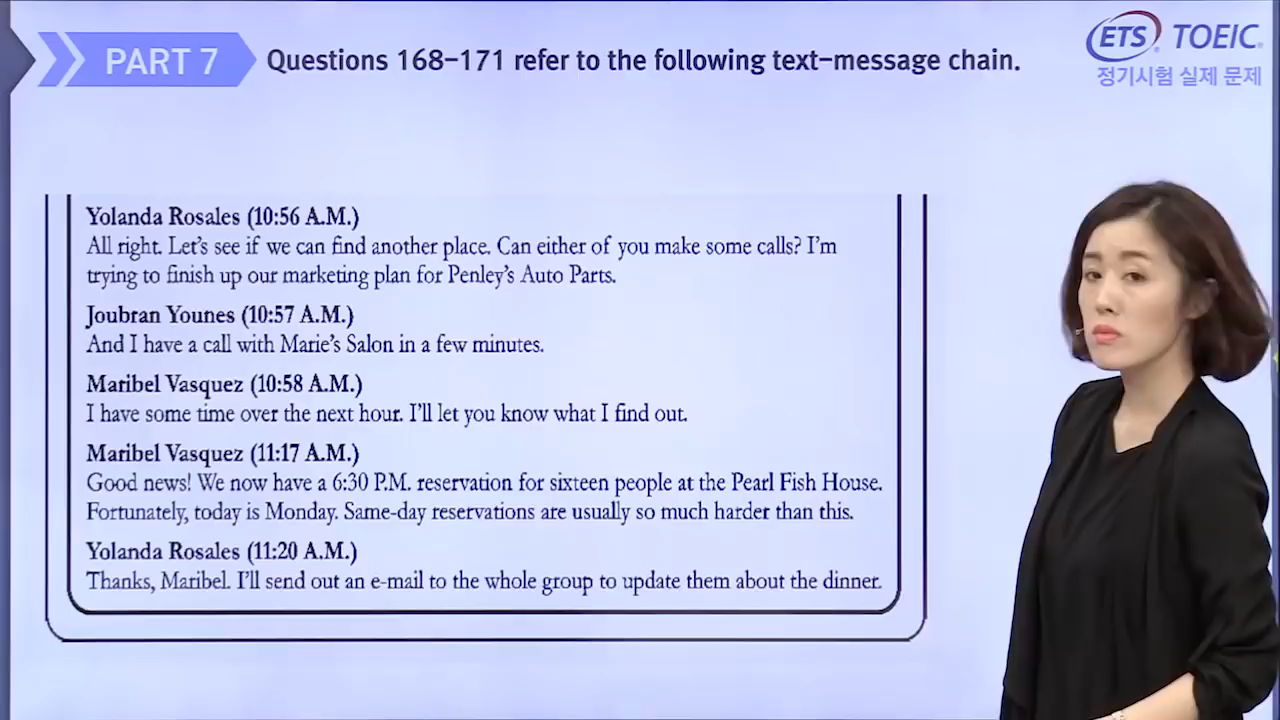 PART 7
Questions 168-171 refer to the following text-message chain.
ETS TOEIC
정기시험 실제 문제
Yolanda Rosales (10:56 A.M.)
All right. Let's see if we can find another place. Can either of you make some calls? I'm
trying to finish up our marketing plan for Penley's Auto Parts.
Joubran Younes (10:57 A.M.)
And I have a call with Marie's Salon in a few minutes.
Maribel Vasquez (10:58 A.M.)
I have some time over the next hour. I'll let you know what I find out.
Maribel Vasquez (11:17 A.M.)
Good news! We now have a 6:30 P.M. reservation for sixteen people at the Pearl Fish House.
Fortunately, today is Monday. Same-day reservations are usually so much harder than this.
Yolanda Rosales (11:20 A.M.)
Thanks, Maribel. I'll send out an e-mail to the whole group to update them about the dinner.